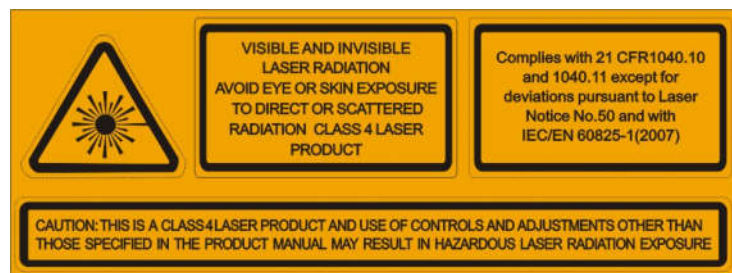 VISIBLE AND INVISIBLE
LASER RADIATION
AVOID EYE OR SKIN EXPOSURE
TO DIRECT OR SCATTERED
RADIATION CLASS 4 LASER
PRODUCT
Complies with 21 CFR1040.10
and 1040.11 except for
deviations pursuant to Laser
Notice No.50 and with
IEC/EN 60825-1(2007)
CAUTION: THIS IS A CLASS4 LASER PRODUCT AND USE OF CONTROLS AND ADJUSTMENTS OTHER THAN
THOSE SPECIFIED IN THE PRODUCT MANUAL MAY RESULT IN HAZARDOUS LASER RADIATION EXPOSURE